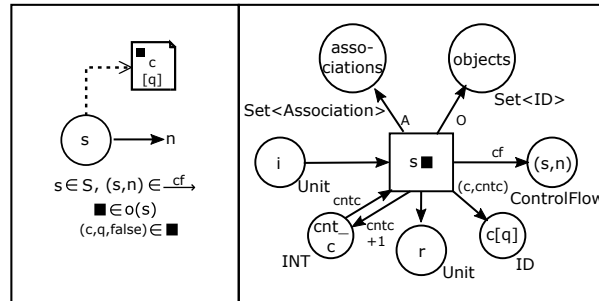 ■
c
[q]
s
n
s ∈ S, (s,n) ∈ cf→
■ ∈ o(s)
(c,q,false) ∈ ■
asso-
ciations
objects
Set<Association>
Set<ID>
A
O
i
Unit
s ■
cf
(s,n)
ControlFlow
cntc
(c,cntc)
cntc
+1
cnt_
c
INT
r
Unit
c[q]
ID